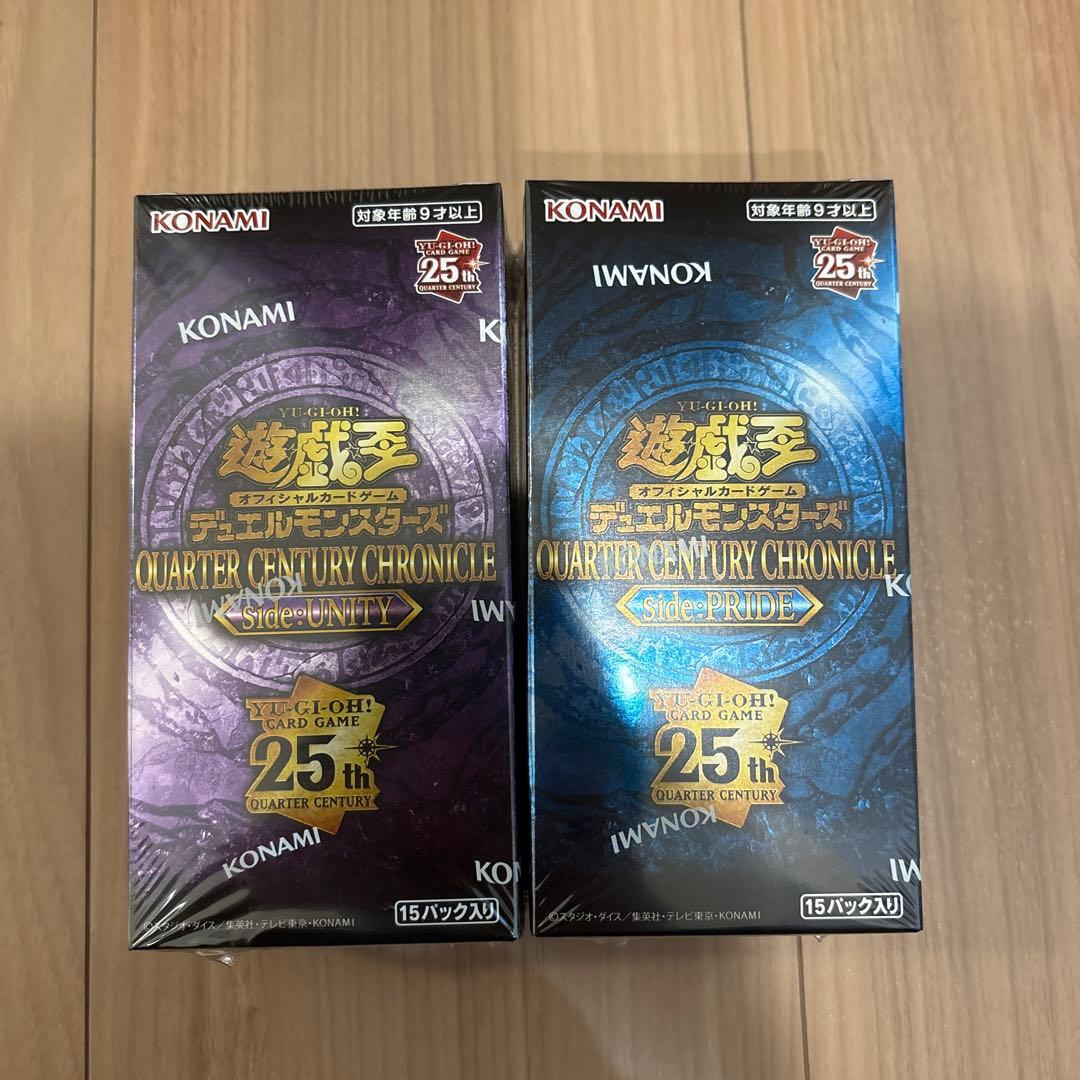 KONAMI
対象年齢9才以上
YU-GI-OH!
CARD GAME
25th
QUARTER CENTURY
KONAMI
K
YU-GI-OH!
遊戯王
オフィシャルカードゲーム
デュエルモンスターズ
QUARTER CENTURY CHRONICLE
side:UNITY
KONAMI
MI
YU-GI-OH!
CARD GAME
25th
QUARTER CENTURY
KONAMI
KON
15パック入り
©スタジオ・ダイス/集英社・テレビ東京・KONAMI
KONAMI
対象年齢9才以上
YU-GI-OH!
CARD GAME
25th
QUARTER CENTURY
KONAMI
YU-GI-OH!
遊戯王
オフィシャルカードゲーム
デュエルモンスターズ
KONAMI
QUARTER CENTURY CHRONICLE
side:PRIDE
K
YU-GI-OH!
CARD GAME
25th
QUARTER CENTURY
KONAMI
MI
15パック入り
©スタジオ・ダイス/集英社・テレビ東京・KONAMI